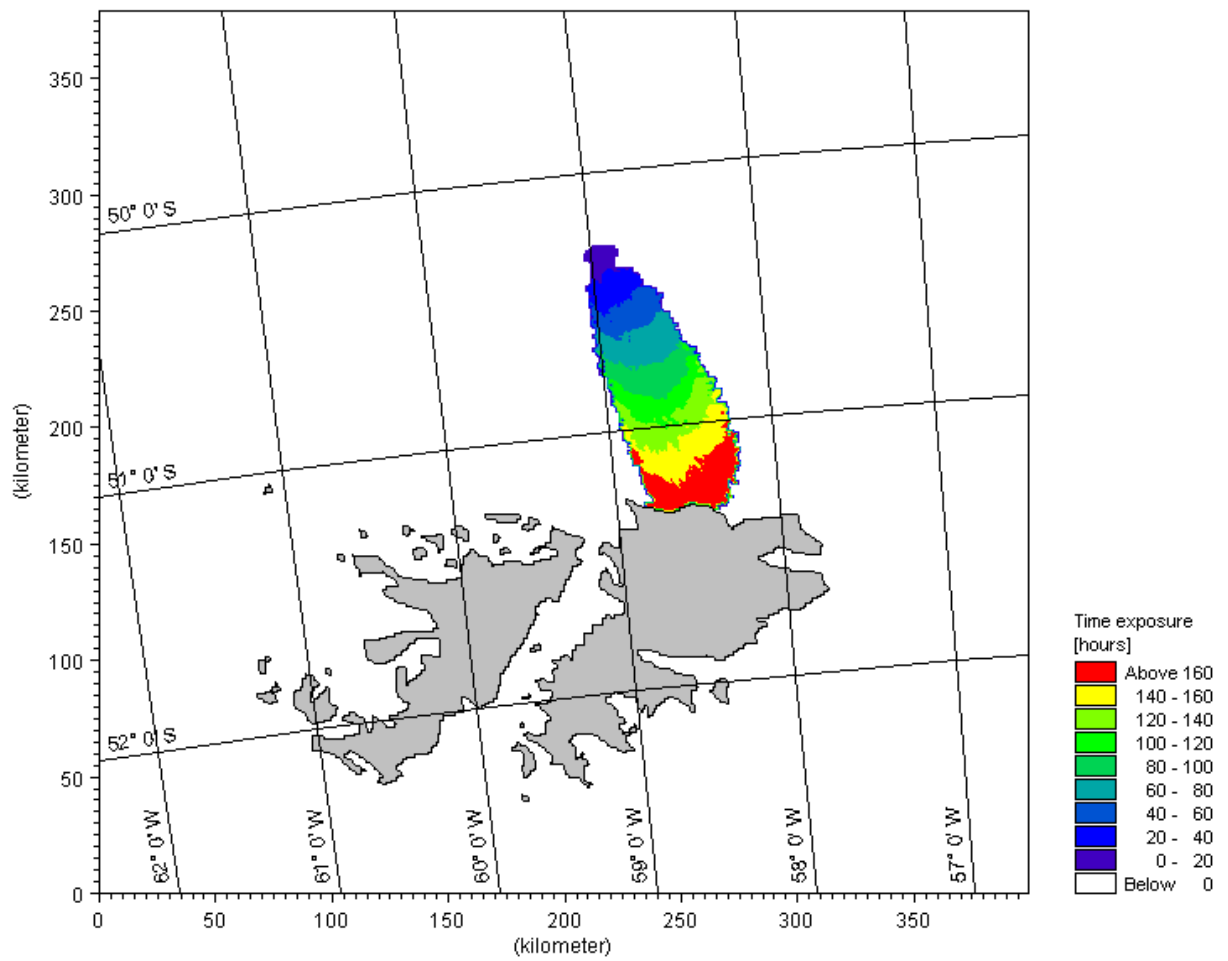 350
300
250
200
150
100
50
0
(kilometer)
50° 0' S
51° 0' S
52° 0' S
62° 0' W
61° 0' W
60° 0' W
59° 0' W
58° 0' W
57° 0' W
0
50
100
150
200
250
300
350
(kilometer)
Time exposure
[hours]
Above 160
140 - 160
120 - 140
100 - 120
80 - 100
60 - 80
40 - 60
20 - 40
0 - 20
Below 0